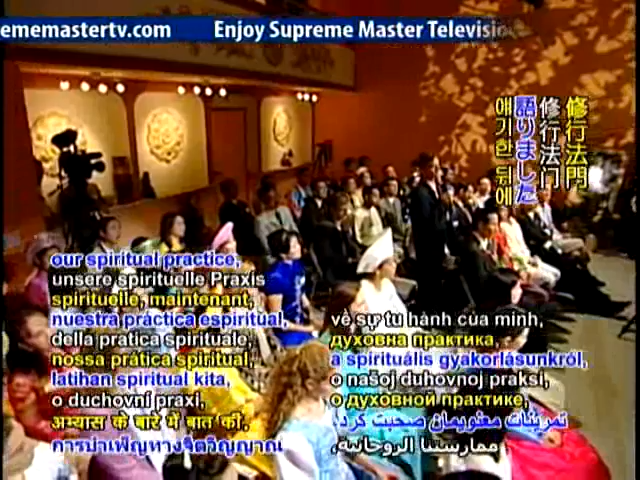 ememastertv.com Enjoy Supreme Master Televisio
修行法門
修行法门
語りました
얘기한 뒤에
our spiritual practice,
unsere spirituelle Praxis
spirituelle, maintenant,
nuestra práctica espiritual,
della pratica spirituale,
nossa prática spiritual,
latihan spiritual kita,
o duchovní praxi,
अभ्यास के बारे में बात की,
การบำเพ็ญทางจิตวิญญาณ
về sự tu hành của mình,
духовна практика,
a spirituális gyakorlásunkról,
o našoj duhovnoj praksi,
о духовной практике,
تمرینات معنویمان صحبت کرد
ممارستنا الروحانية،